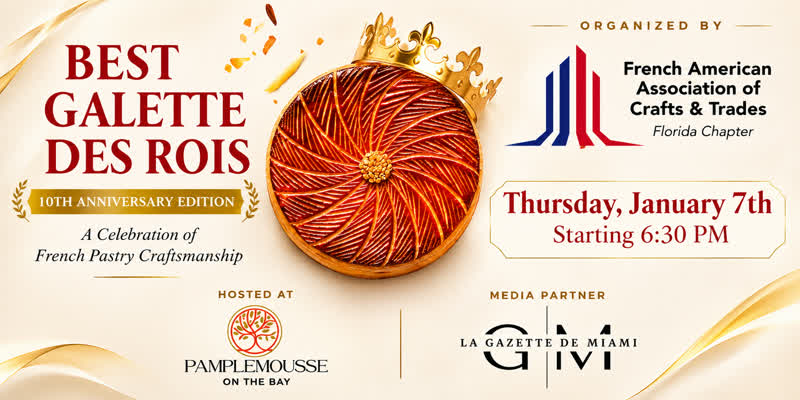 BEST
GALETTE
DES ROIS
10TH ANNIVERSARY EDITION
A Celebration of
French Pastry Craftsmanship
ORGANIZED BY
French American
Association of
Crafts & Trades
Florida Chapter
Thursday, January 7th
Starting 6:30 PM
HOSTED AT
PAMPLEMOUSSE
ON THE BAY
MEDIA PARTNER
GM
LA GAZETTE DE MIAMI